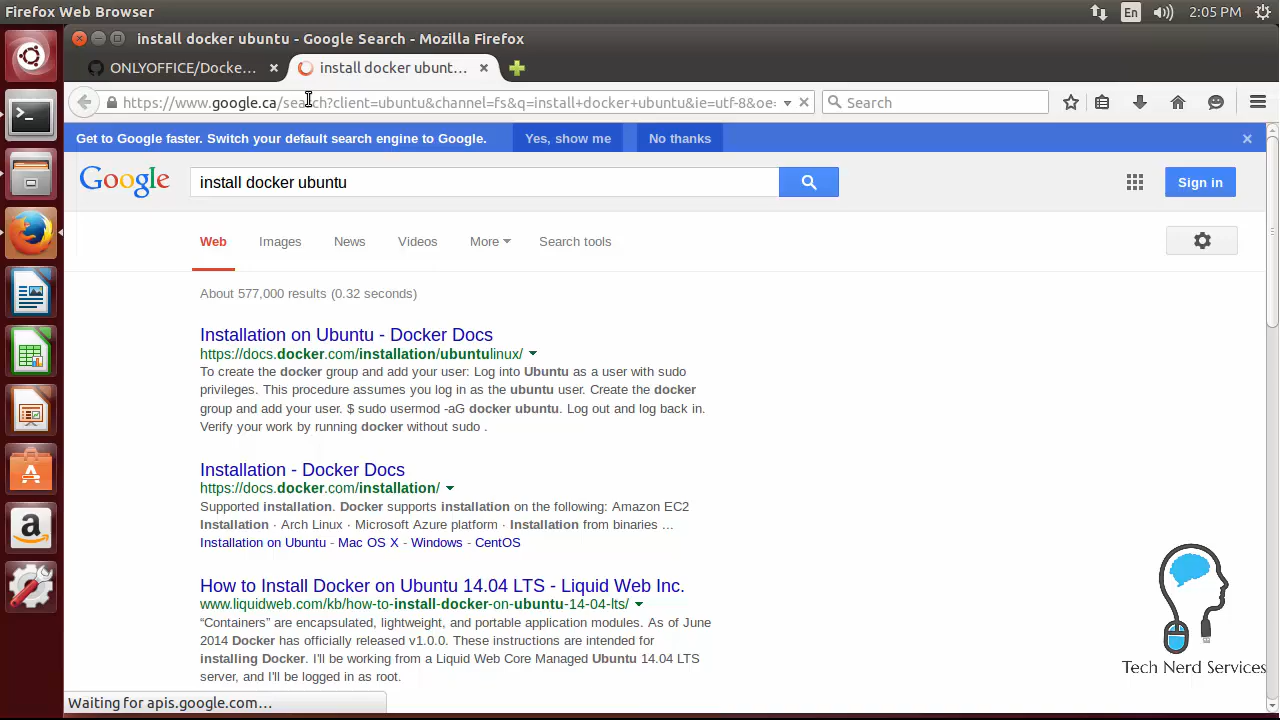 Firefox Web Browser
En
2:05 PM
install docker ubuntu - Google Search - Mozilla Firefox
ONLYOFFICE/Docke...
install docker ubunt...
https://www.google.ca/search?client=ubuntu&channel=fs&q=install+docker+ubuntu&ie=utf-8&oe=
Search
Get to Google faster. Switch your default search engine to Google.
Yes, show me
No thanks
Google
install docker ubuntu
Sign in
Web
Images
News
Videos
More
Search tools
About 577,000 results (0.32 seconds)
Installation on Ubuntu - Docker Docs
https://docs.docker.com/installation/ubuntulinux/
To create the docker group and add your user: Log into Ubuntu as a user with sudo
privileges. This procedure assumes you log in as the ubuntu user. Create the docker
group and add your user. $ sudo usermod -aG docker ubuntu. Log out and log back in.
Verify your work by running docker without sudo .
Installation - Docker Docs
https://docs.docker.com/installation/
Supported installation. Docker supports installation on the following: Amazon EC2
Installation · Arch Linux · Microsoft Azure platform · Installation from binaries ...
Installation on Ubuntu - Mac OS X - Windows - CentOS
How to Install Docker on Ubuntu 14.04 LTS - Liquid Web Inc.
www.liquidweb.com/kb/how-to-install-docker-on-ubuntu-14-04-lts/
“Containers” are encapsulated, lightweight, and portable application modules. As of June
2014 Docker has officially released v1.0.0. These instructions are intended for
installing Docker. I'll be working from a Liquid Web Core Managed Ubuntu 14.04 LTS
server, and I'll be logged in as root.
Tech Nerd Services
Waiting for apis.google.com...